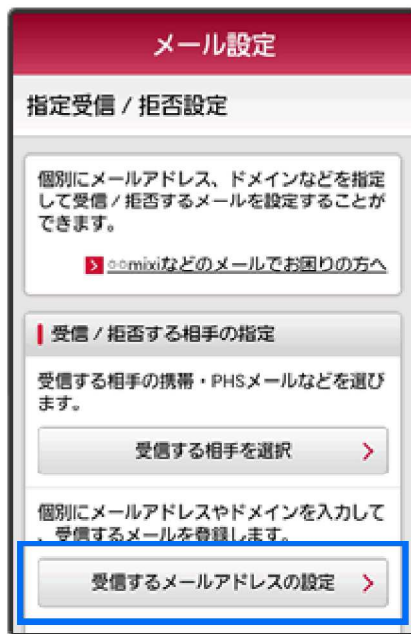 メール設定
指定受信 / 拒否設定
個別にメールアドレス、ドメインなどを指定
して受信 / 拒否するメールを設定することが
できます。
○○mixiなどのメールでお困りの方へ
受信 / 拒否する相手の指定
受信する相手の携帯・PHSメールなどを選び
ます。
受信する相手を選択
個別にメールアドレスやドメインを入力して
、受信するメールを登録します。
受信するメールアドレスの設定